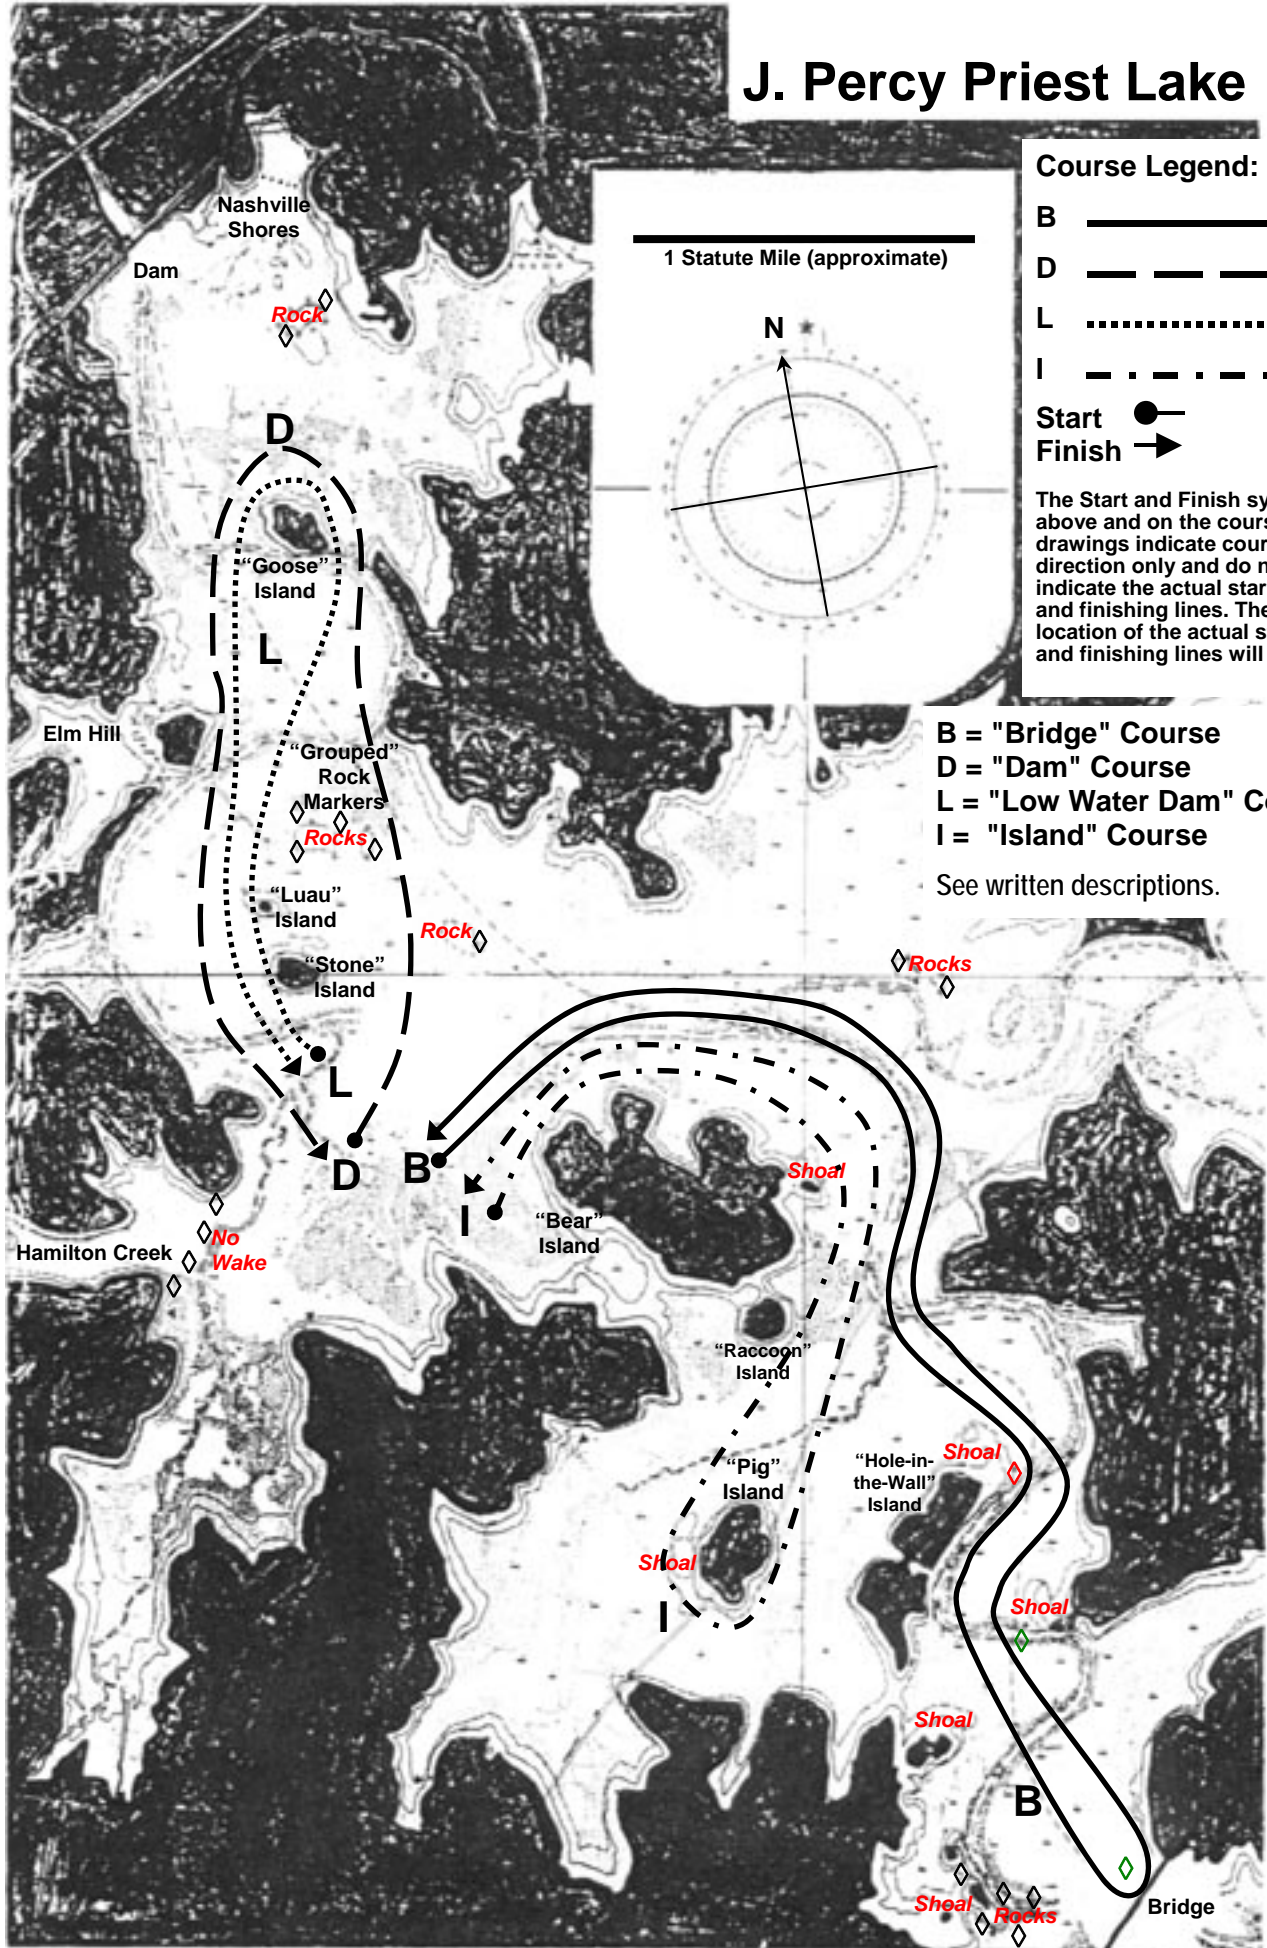 J. Percy Priest Lake
Course Legend:
B
D
L
I
Start
Finish
The Start and Finish sy
above and on the cours
drawings indicate cour
direction only and do n
indicate the actual star
and finishing lines. The
location of the actual s
and finishing lines will
1 Statute Mile (approximate)
N
B = "Bridge" Course
D = "Dam" Course
L = "Low Water Dam" C
I = "Island" Course
See written descriptions.
Nashville
Shores
Dam
Rock
D
“Goose”
Island
L
Elm Hill
“Grouped”
Rock
Markers
Rocks
“Luau”
Island
Rock
“Stone”
Island
Rocks
L
D
B
I
Shoal
“Bear”
Island
No
Wake
Hamilton Creek
“Raccoon”
Island
“Pig”
Island
“Hole-in-
the-Wall”
Island
Shoal
Shoal
I
Shoal
Shoal
B
Shoal
Rocks
Bridge